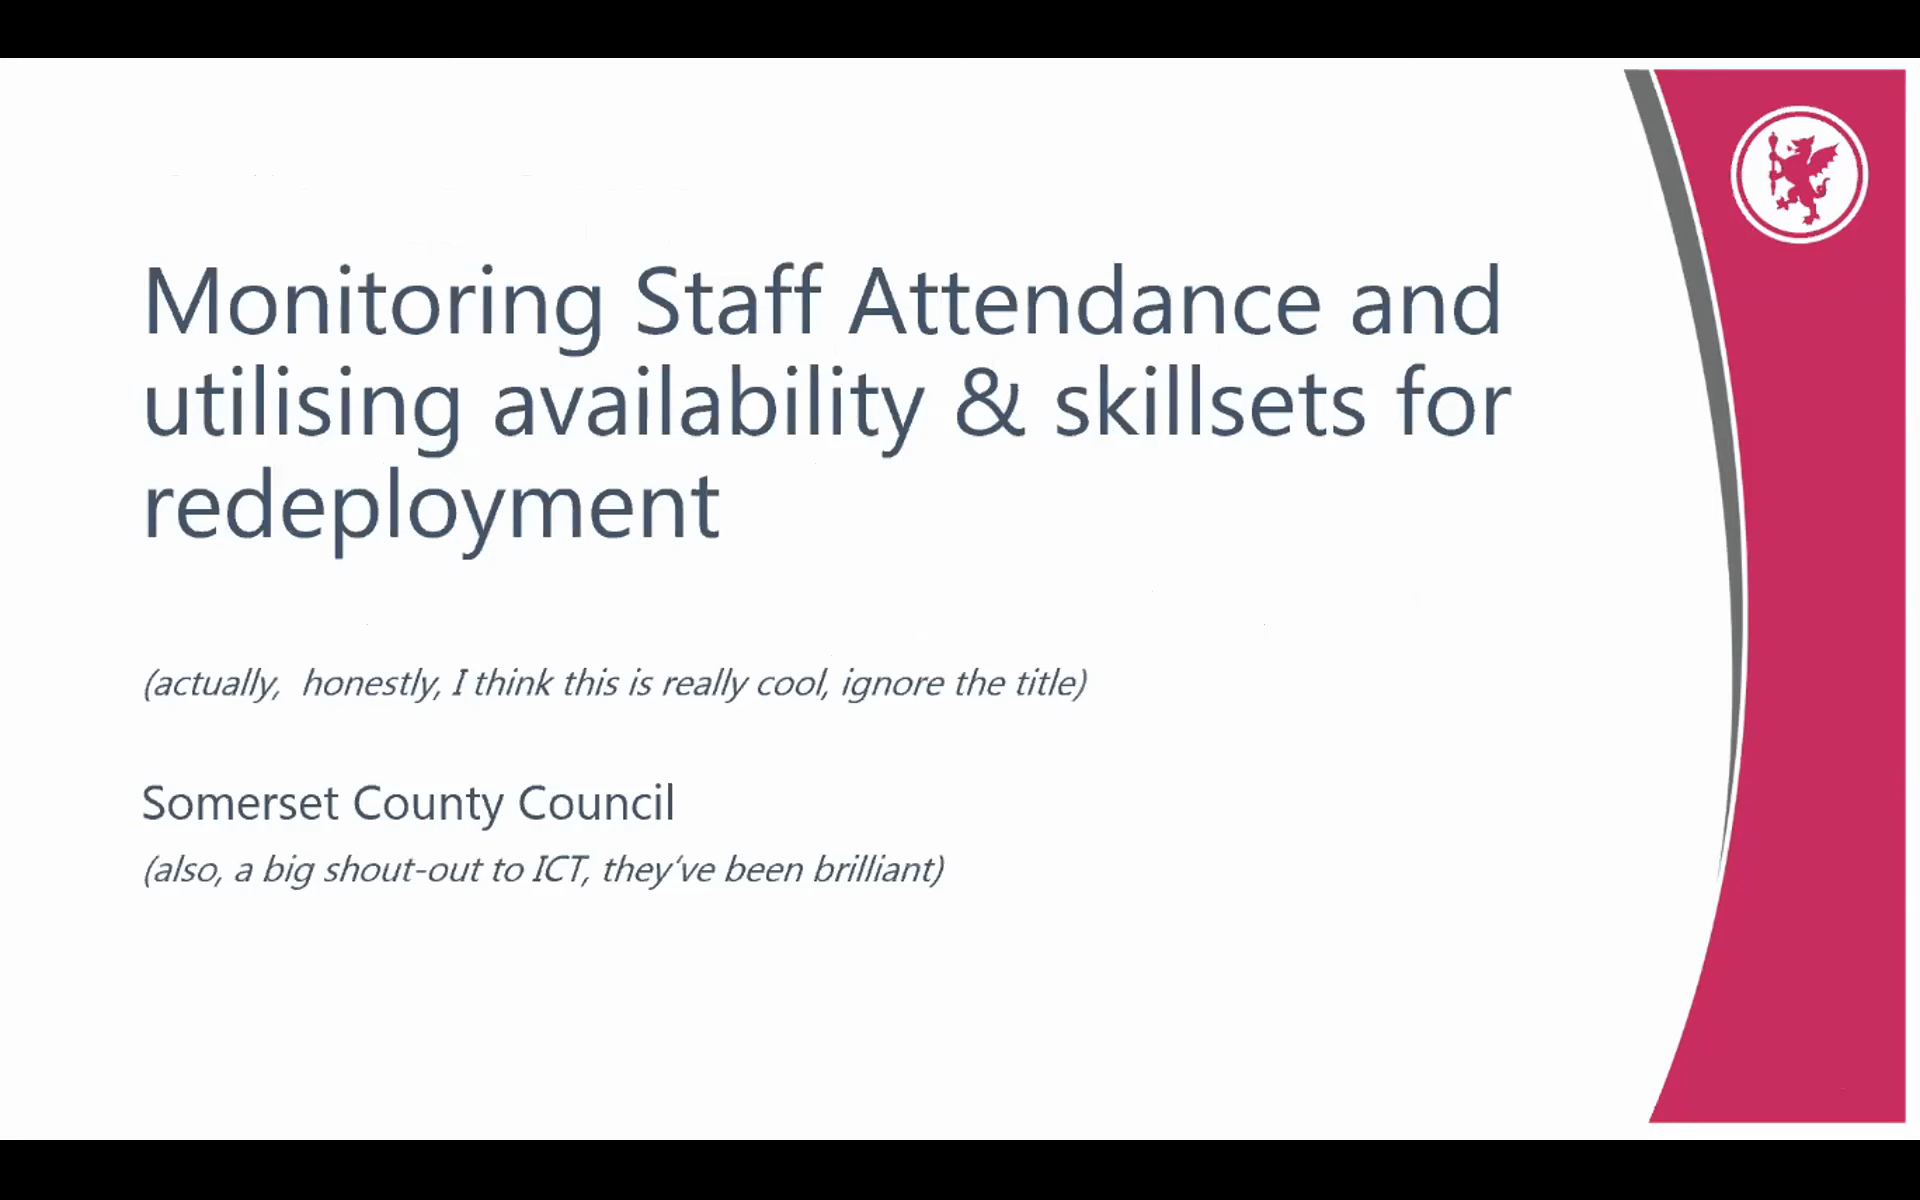 Monitoring Staff Attendance and
utilising availability & skillsets for
redeployment
(actually,  honestly, I think this is really cool, ignore the title)
Somerset County Council
(also, a big shout-out to ICT, they’ve been brilliant)